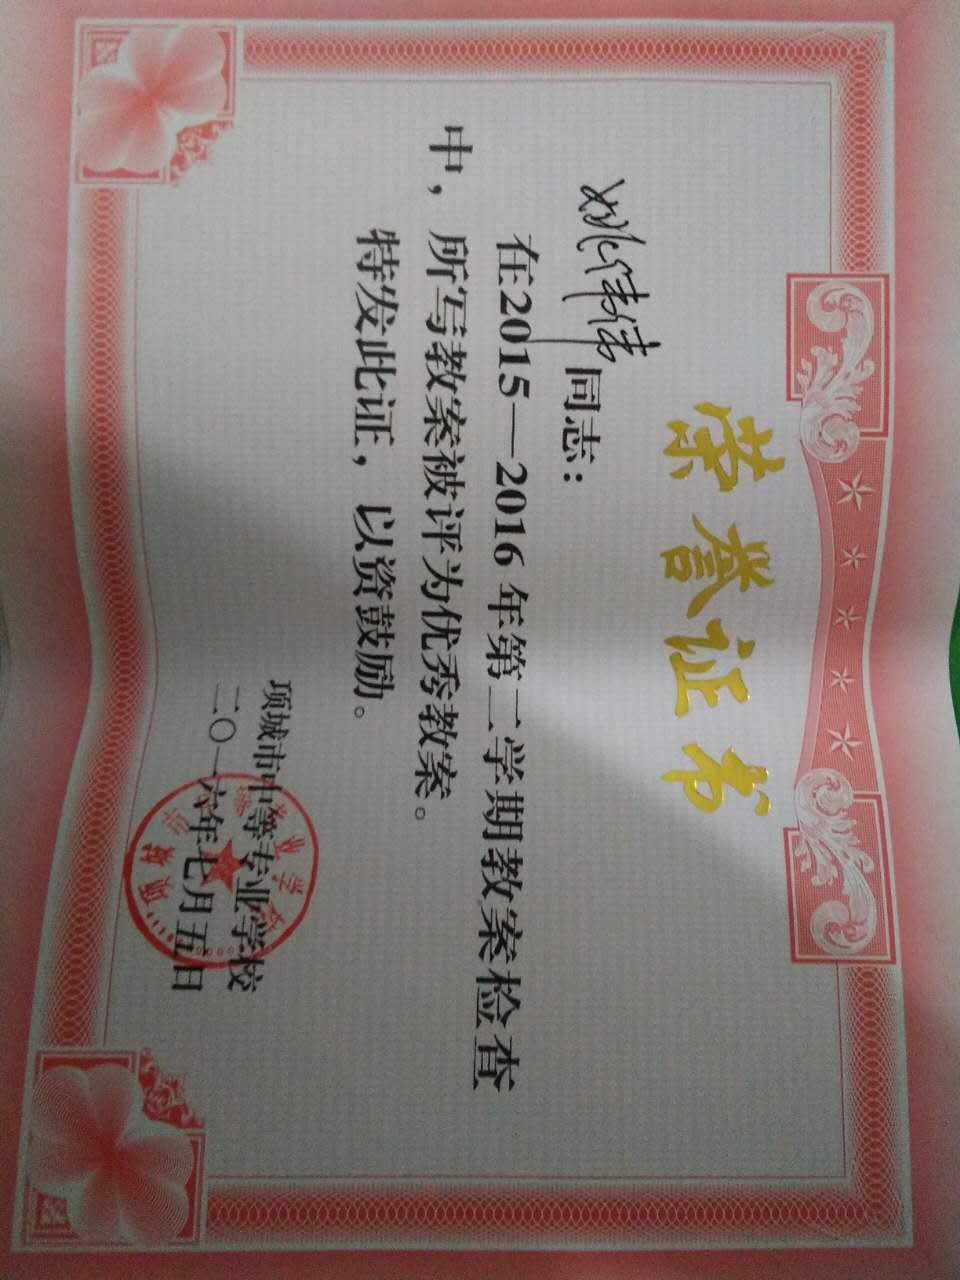 荣誉证书
姚伟伟同志：
在2015—2016年第二学期教案检查
中，所写教案被评为优秀教案。
特发此证，以资鼓励。
项城市中等专业学校
二〇一六年七月五日